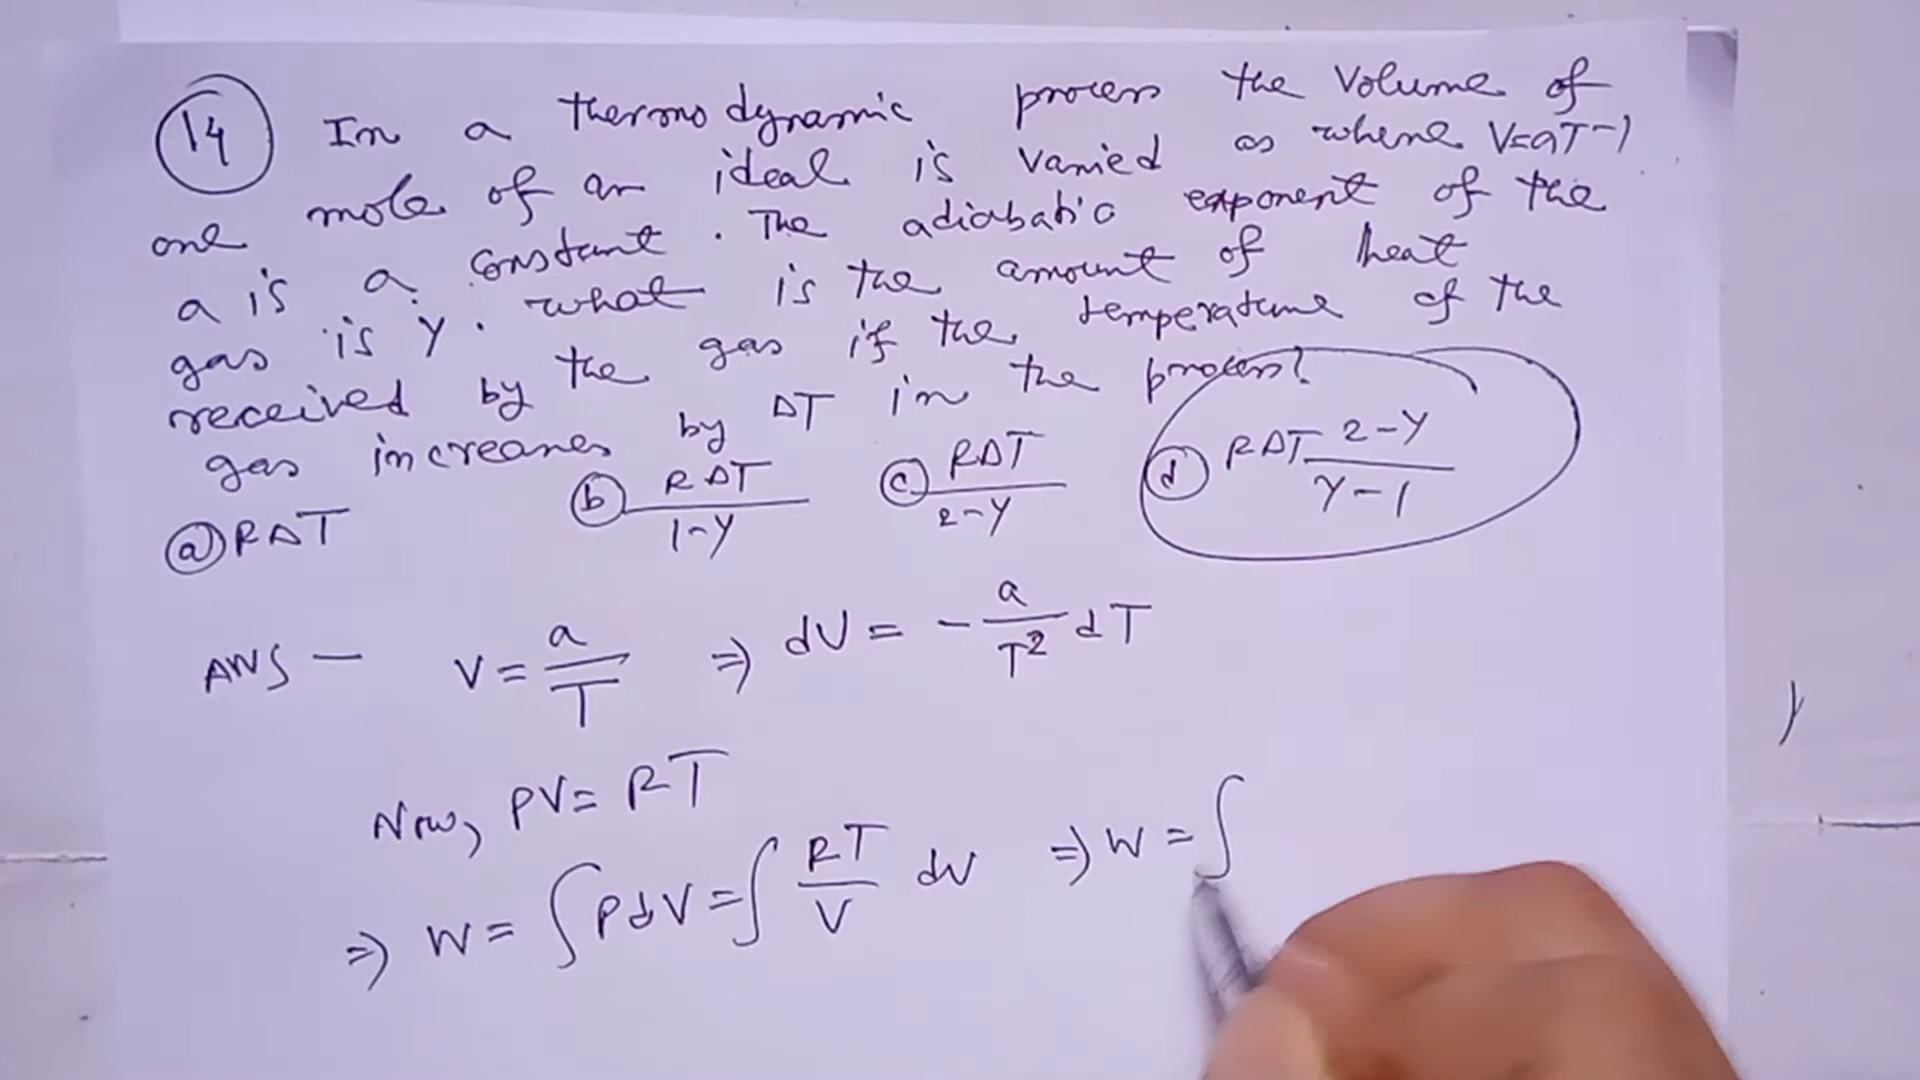 14 In a thermodynamic process the volume of
one mole of an ideal is varied as where V=aT-1
a is a constant. The adiabatic exponent of the
gas is γ. what is the amount of heat
received by the gas if the temperature of the
gas increases by ΔT in the process?
(a) RΔT (b) RΔT/1-γ (c) RΔT/2-γ (d) RΔT 2-γ/γ-1
ANS — V = a/T ⇒ dV = - a/T² dT
Now, PV = RT
⇒ W = ∫PdV = ∫ RT/V dV ⇒ W = ∫